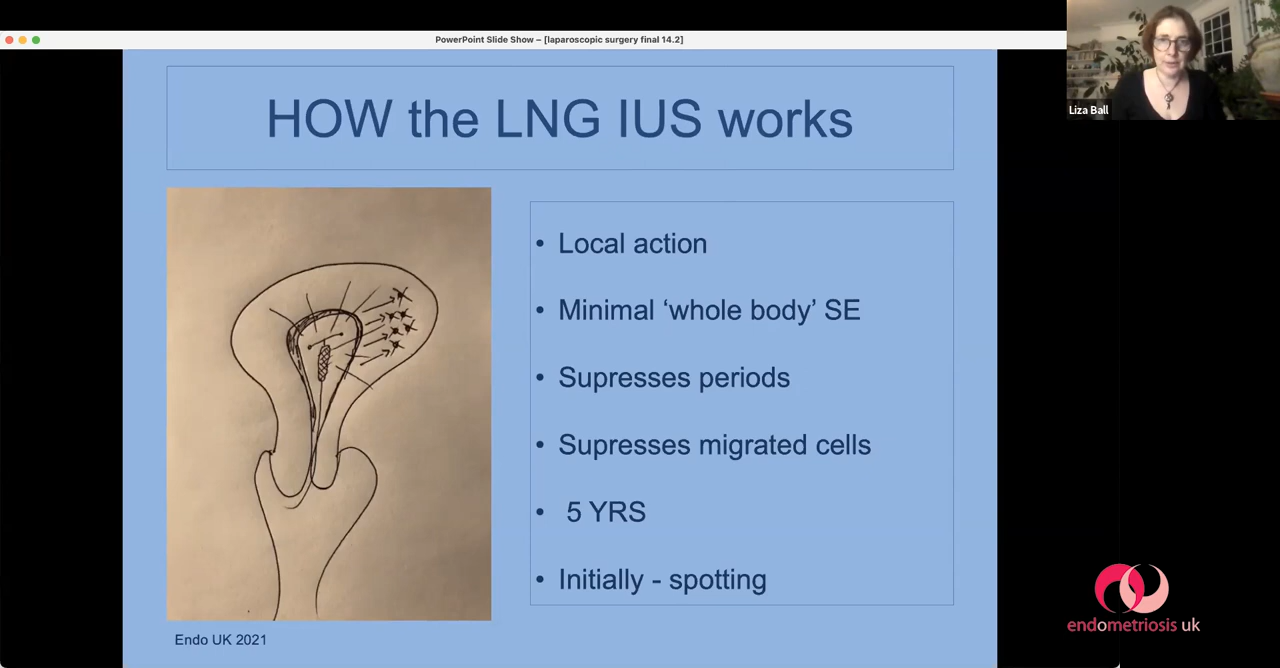 PowerPoint Slide Show – [laparoscopic surgery final 14.2]
Liza Ball
HOW the LNG IUS works
• Local action
• Minimal ‘whole body’ SE
• Supresses periods
• Supresses migrated cells
• 5 YRS
• Initially - spotting
Endo UK 2021
endometriosis uk